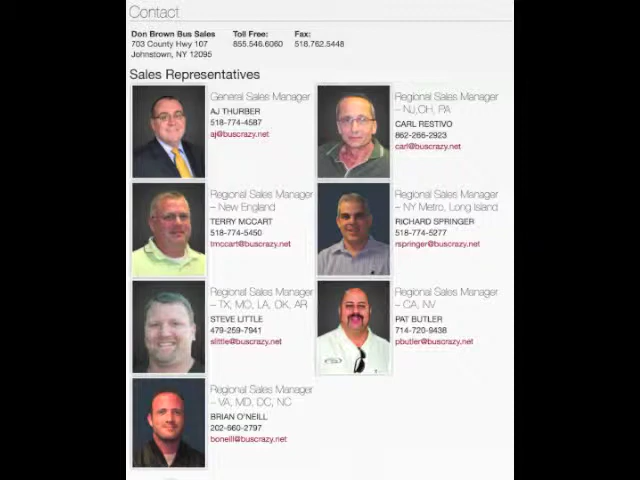 Contact
Don Brown Bus Sales
703 County Hwy 107
Johnstown, NY 12095
Toll Free:
855.546.6060
Fax:
518.762.5448
Sales Representatives
General Sales Manager
AJ THURBER
518-774-4587
aj@buscrazy.net
Regional Sales Manager
– NJ,OH, PA
CARL RESTIVO
862-266-2923
carl@buscrazy.net
Regional Sales Manager
– New England
TERRY MCCART
518-774-5450
tmccart@buscrazy.net
Regional Sales Manager
– NY Metro, Long Island
RICHARD SPRINGER
518-774-5277
rspringer@buscrazy.net
Regional Sales Manager
– TX, MO, LA, OK, AR
STEVE LITTLE
479-259-7941
slittle@buscrazy.net
Regional Sales Manager
– CA, NV
PAT BUTLER
714-720-9438
pbutler@buscrazy.net
Regional Sales Manager
– VA, MD, DC, NC
BRIAN O'NEILL
202-660-2797
boneill@buscrazy.net